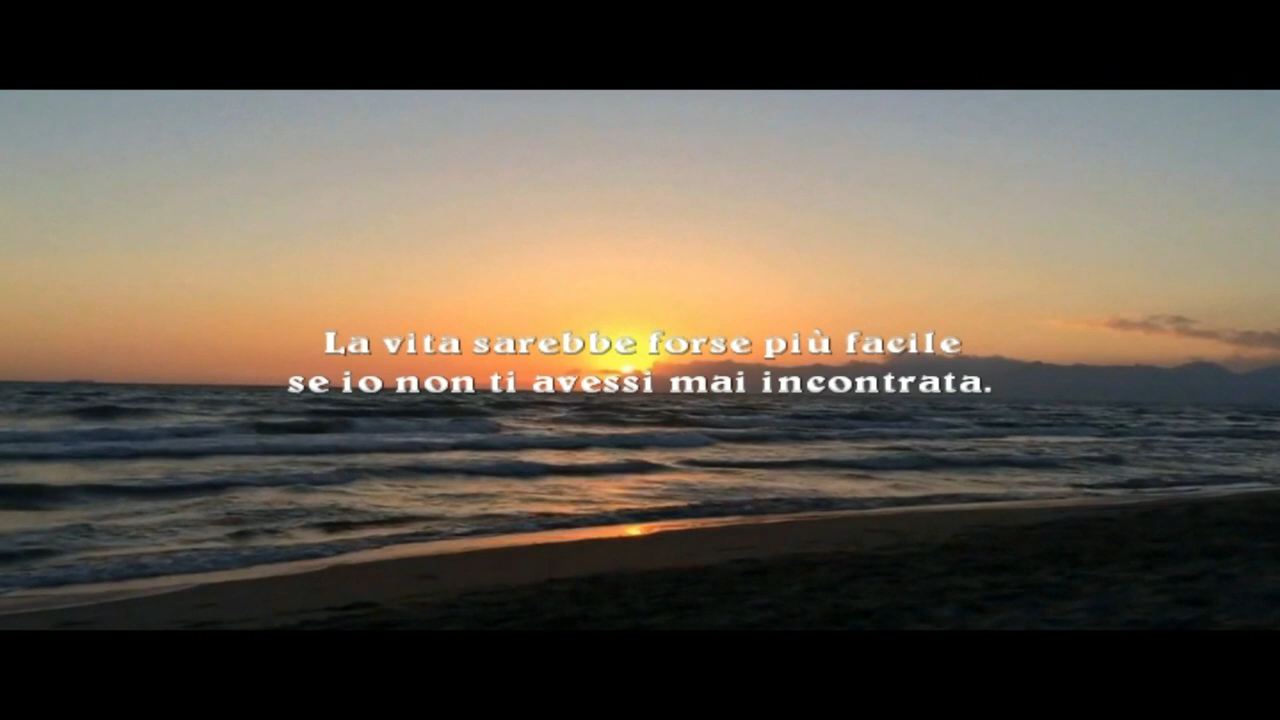 La vita sarebbe forse più facile
se io non ti avessi mai incontrata.